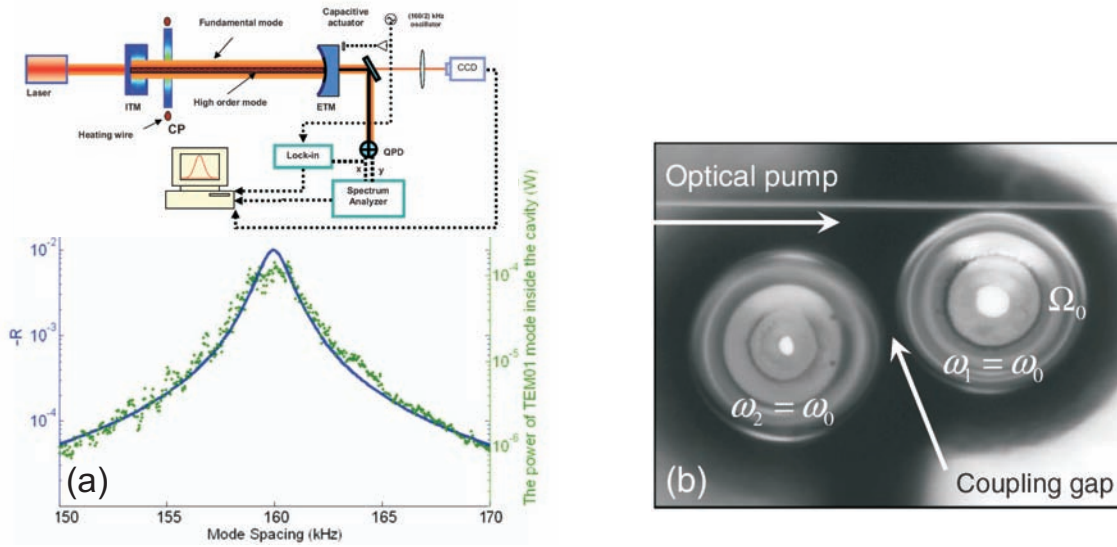 Capacitive
actuator
(160/2) kHz
oscillator
Fundamental mode
CCD
Laser
ITM
High order mode
ETM
Heating wire
CP
QPD
Lock-in
x
y
Spectrum
Analyzer
10⁻²
10⁻³
10⁻⁴
-R
10⁻⁴
10⁻⁵
10⁻⁶
The power of TEM01 mode inside the cavity (W)
(a)
150
155
160
165
170
Mode Spacing (kHz)
Optical pump
Ω₀
ω₁ = ω₀
ω₂ = ω₀
Coupling gap
(b)